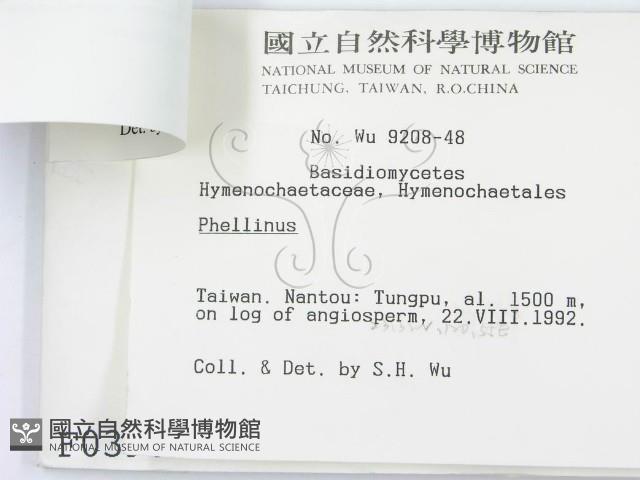 國立自然科學博物館
NATIONAL MUSEUM OF NATURAL SCIENCE
TAICHUNG, TAIWAN, R.O.CHINA
Det. by
No. Wu 9208-48
Basidiomycetes
Hymenochaetaceae, Hymenochaetales
Phellinus
Taiwan. Nantou: Tungpu, al. 1500 m,
on log of angiosperm, 22.VIII.1992.
Coll. & Det. by S.H. Wu
國立自然科學博物館
NATIONAL MUSEUM OF NATURAL SCIENCE